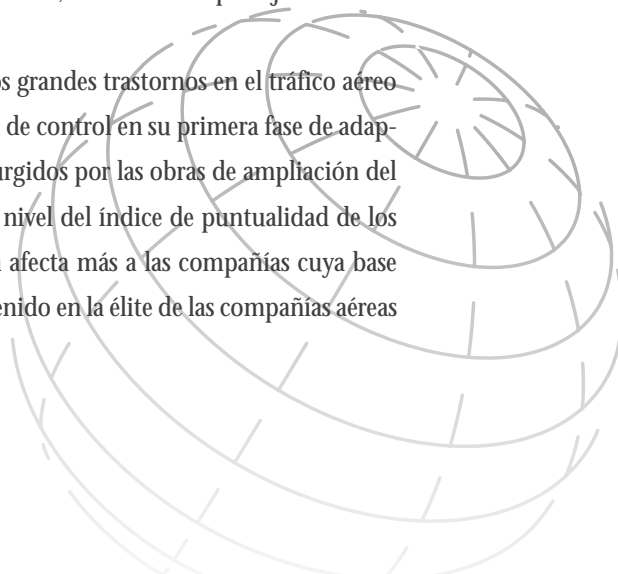 s grandes trastornos en el tráfico aéreo
de control en su primera fase de adap-
urgidos por las obras de ampliación del
nivel del índice de puntualidad de los
afecta más a las compañías cuya base
enido en la élite de las compañías aéreas